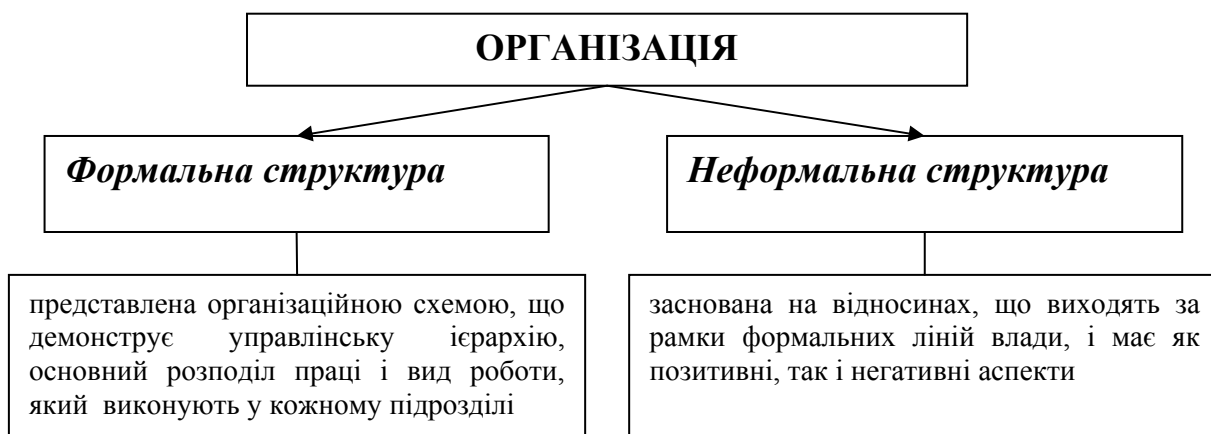 ОРГАНІЗАЦІЯ
Формальна структура
Неформальна структура
представлена організаційною схемою, що
демонструє управлінську ієрархію,
основний розподіл праці і вид роботи,
який виконують у кожному підрозділі
заснована на відносинах, що виходять за
рамки формальних ліній влади, і має як
позитивні, так і негативні аспекти